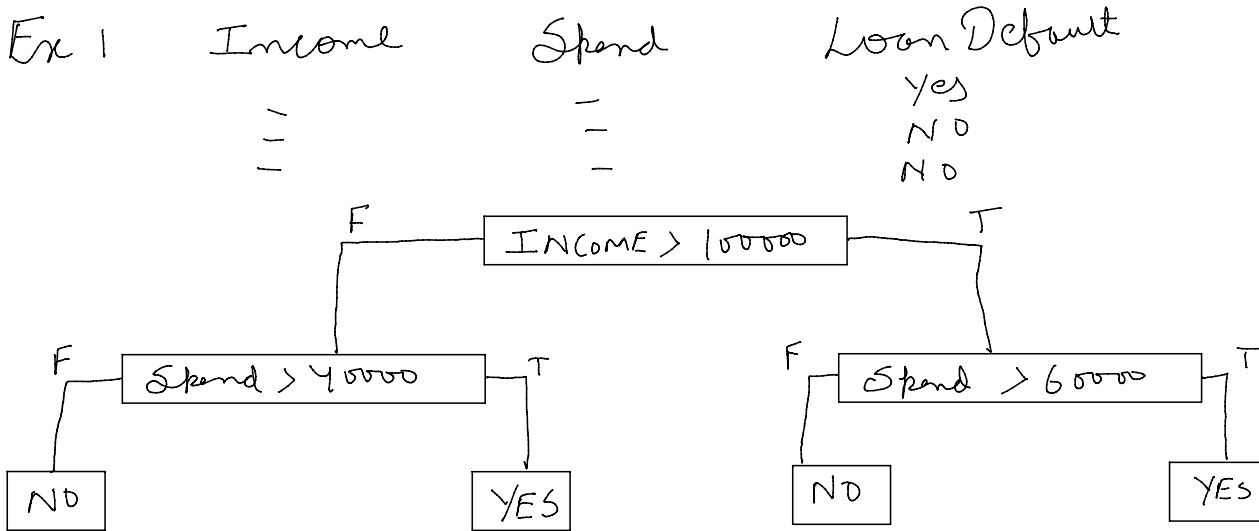 Ex 1 Income Spend Loan Default
- - Yes
- - NO
- - NO
F INCOME > 100000 T
F Spend > 40000 T F Spend > 60000 T
NO YES NO YES